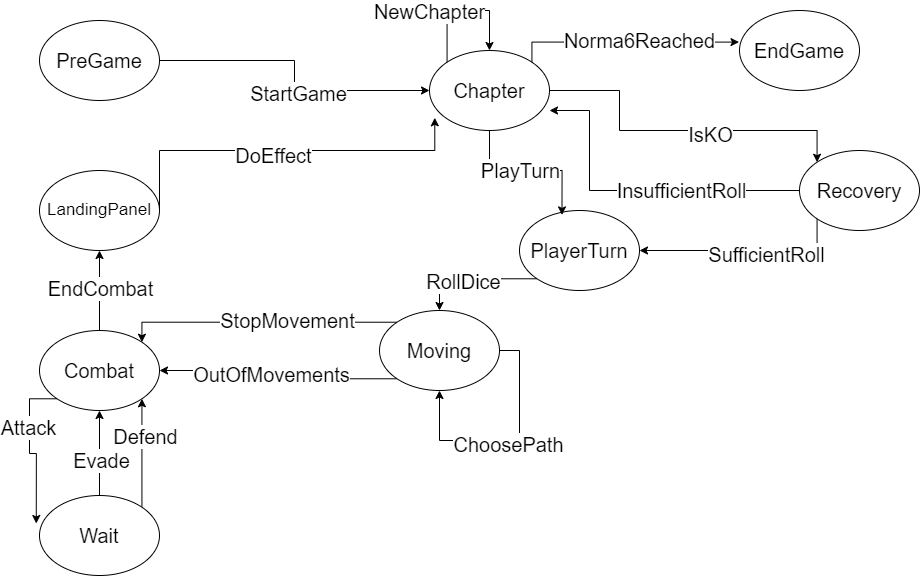 NewChapter
PreGame
Norma6Reached
EndGame
StartGame
Chapter
IsKO
DoEffect
PlayTurn
InsufficientRoll
Recovery
LandingPanel
PlayerTurn
SufficientRoll
EndCombat
RollDice
StopMovement
Moving
Combat
OutOfMovements
Attack
Defend
ChoosePath
Evade
Wait